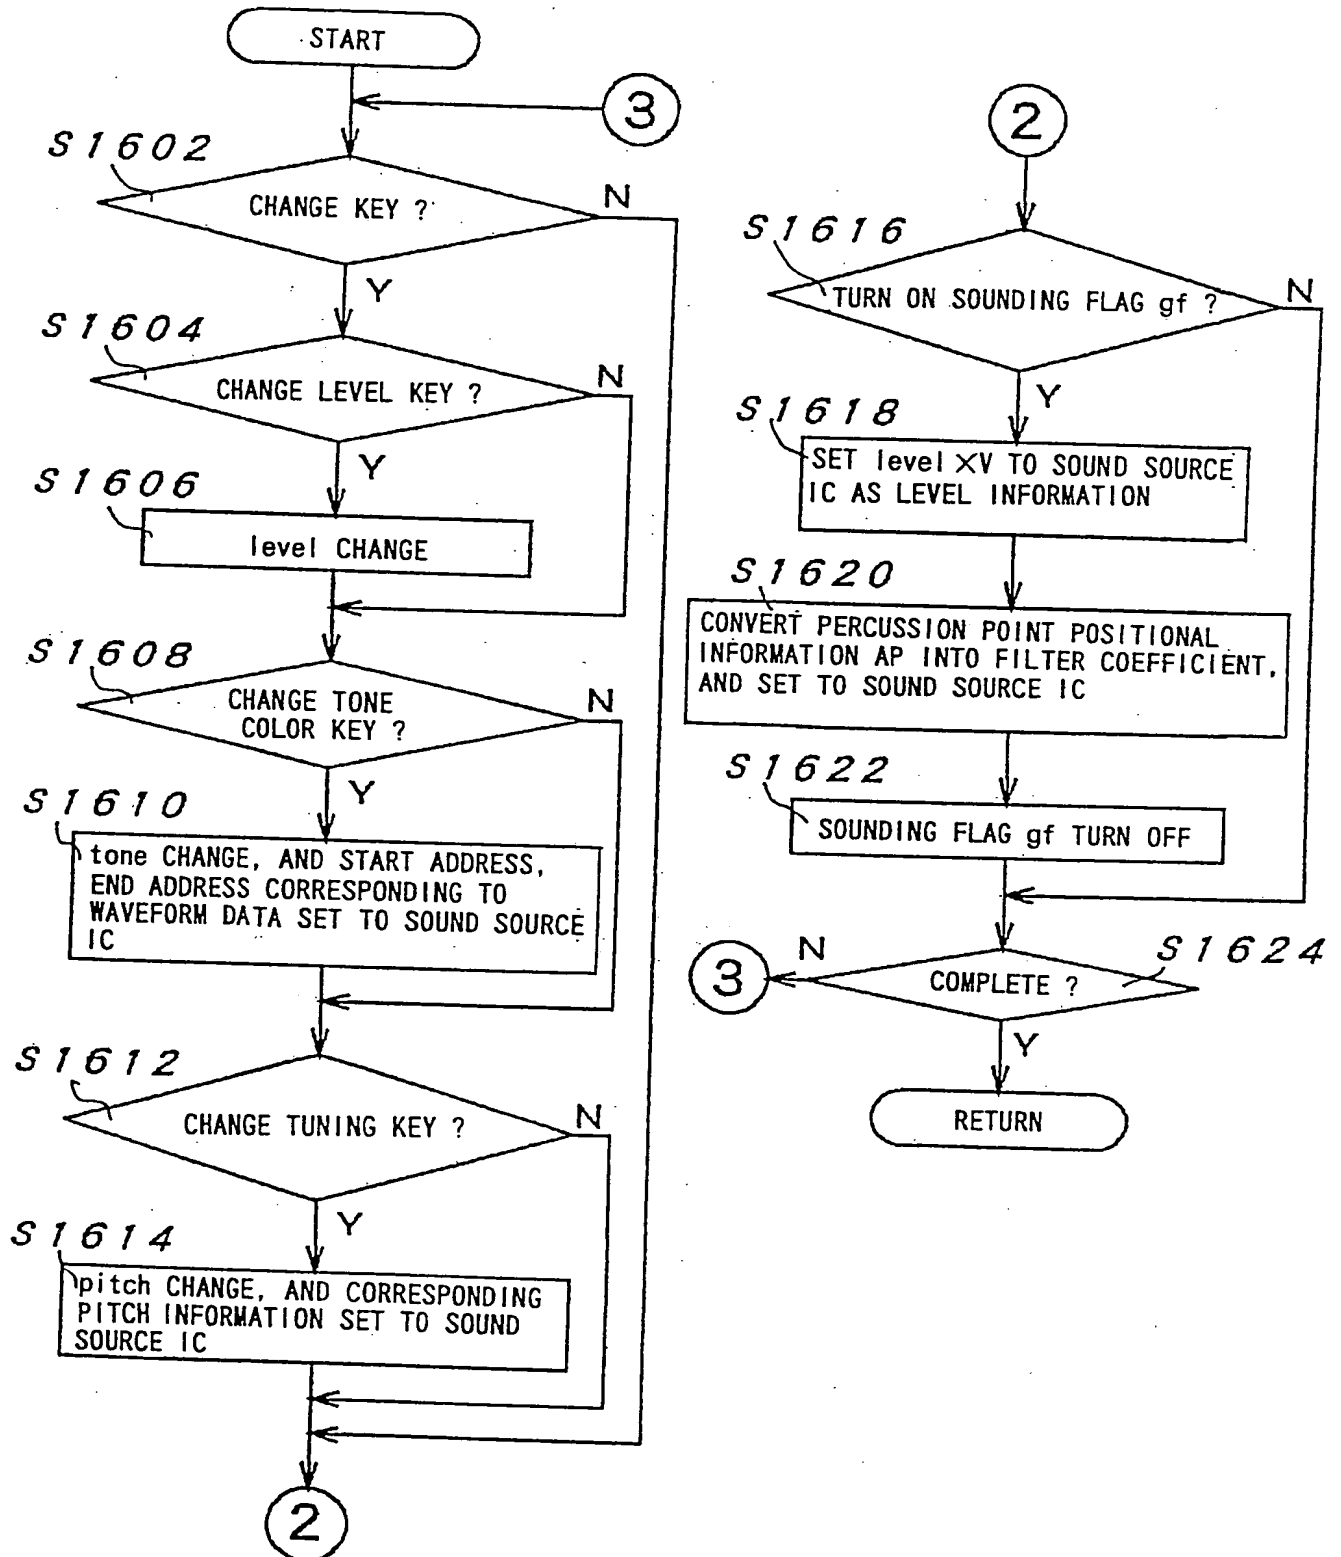 START
3
S1602
CHANGE KEY ?
N
Y
S1604
CHANGE LEVEL KEY ?
N
Y
S1606
level CHANGE
S1608
CHANGE TONE
COLOR KEY ?
N
Y
S1610
tone CHANGE, AND START ADDRESS,
END ADDRESS CORRESPONDING TO
WAVEFORM DATA SET TO SOUND SOURCE
IC
S1612
CHANGE TUNING KEY ?
N
Y
S1614
pitch CHANGE, AND CORRESPONDING
PITCH INFORMATION SET TO SOUND
SOURCE IC
2
2
S1616
TURN ON SOUNDING FLAG gf ?
N
Y
S1618
SET level ×V TO SOUND SOURCE
IC AS LEVEL INFORMATION
S1620
CONVERT PERCUSSION POINT POSITIONAL
INFORMATION AP INTO FILTER COEFFICIENT,
AND SET TO SOUND SOURCE IC
S1622
SOUNDING FLAG gf TURN OFF
S1624
COMPLETE ?
N
3
Y
RETURN